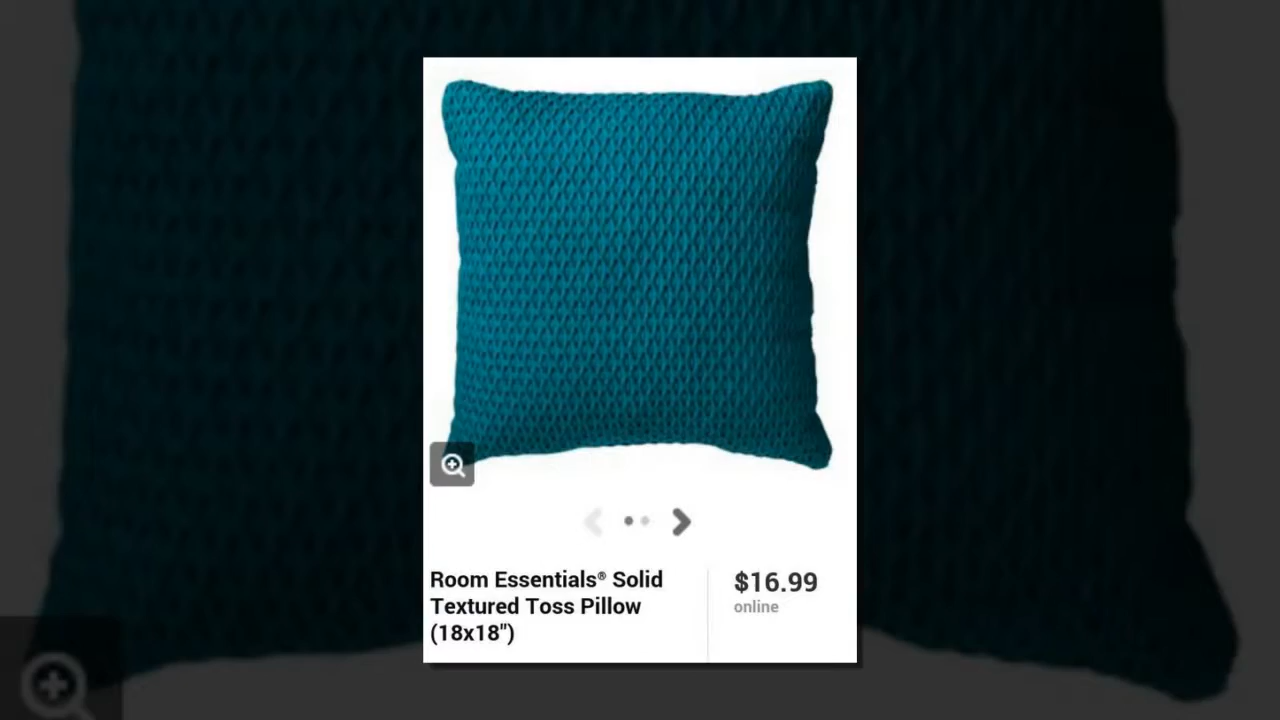 Room Essentials® Solid
Textured Toss Pillow
(18x18")
$16.99
online